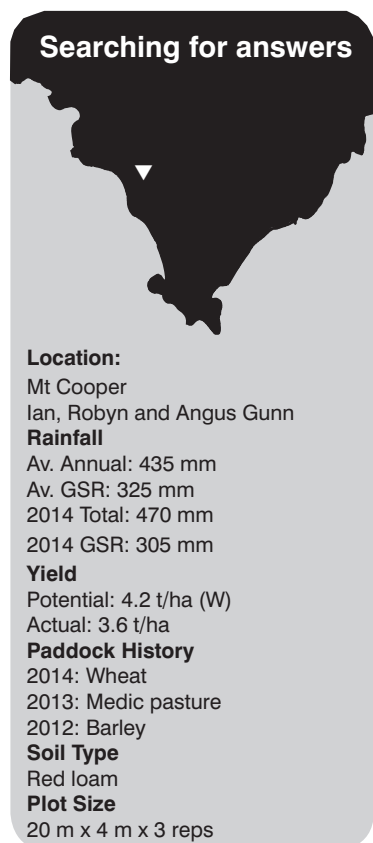 Searching for answers
Location:
Mt Cooper
Ian, Robyn and Angus Gunn
Rainfall
Av. Annual: 435 mm
Av. GSR: 325 mm
2014 Total: 470 mm
2014 GSR: 305 mm
Yield
Potential: 4.2 t/ha (W)
Actual: 3.6 t/ha
Paddock History
2014: Wheat
2013: Medic pasture
2012: Barley
Soil Type
Red loam
Plot Size
20 m x 4 m x 3 reps